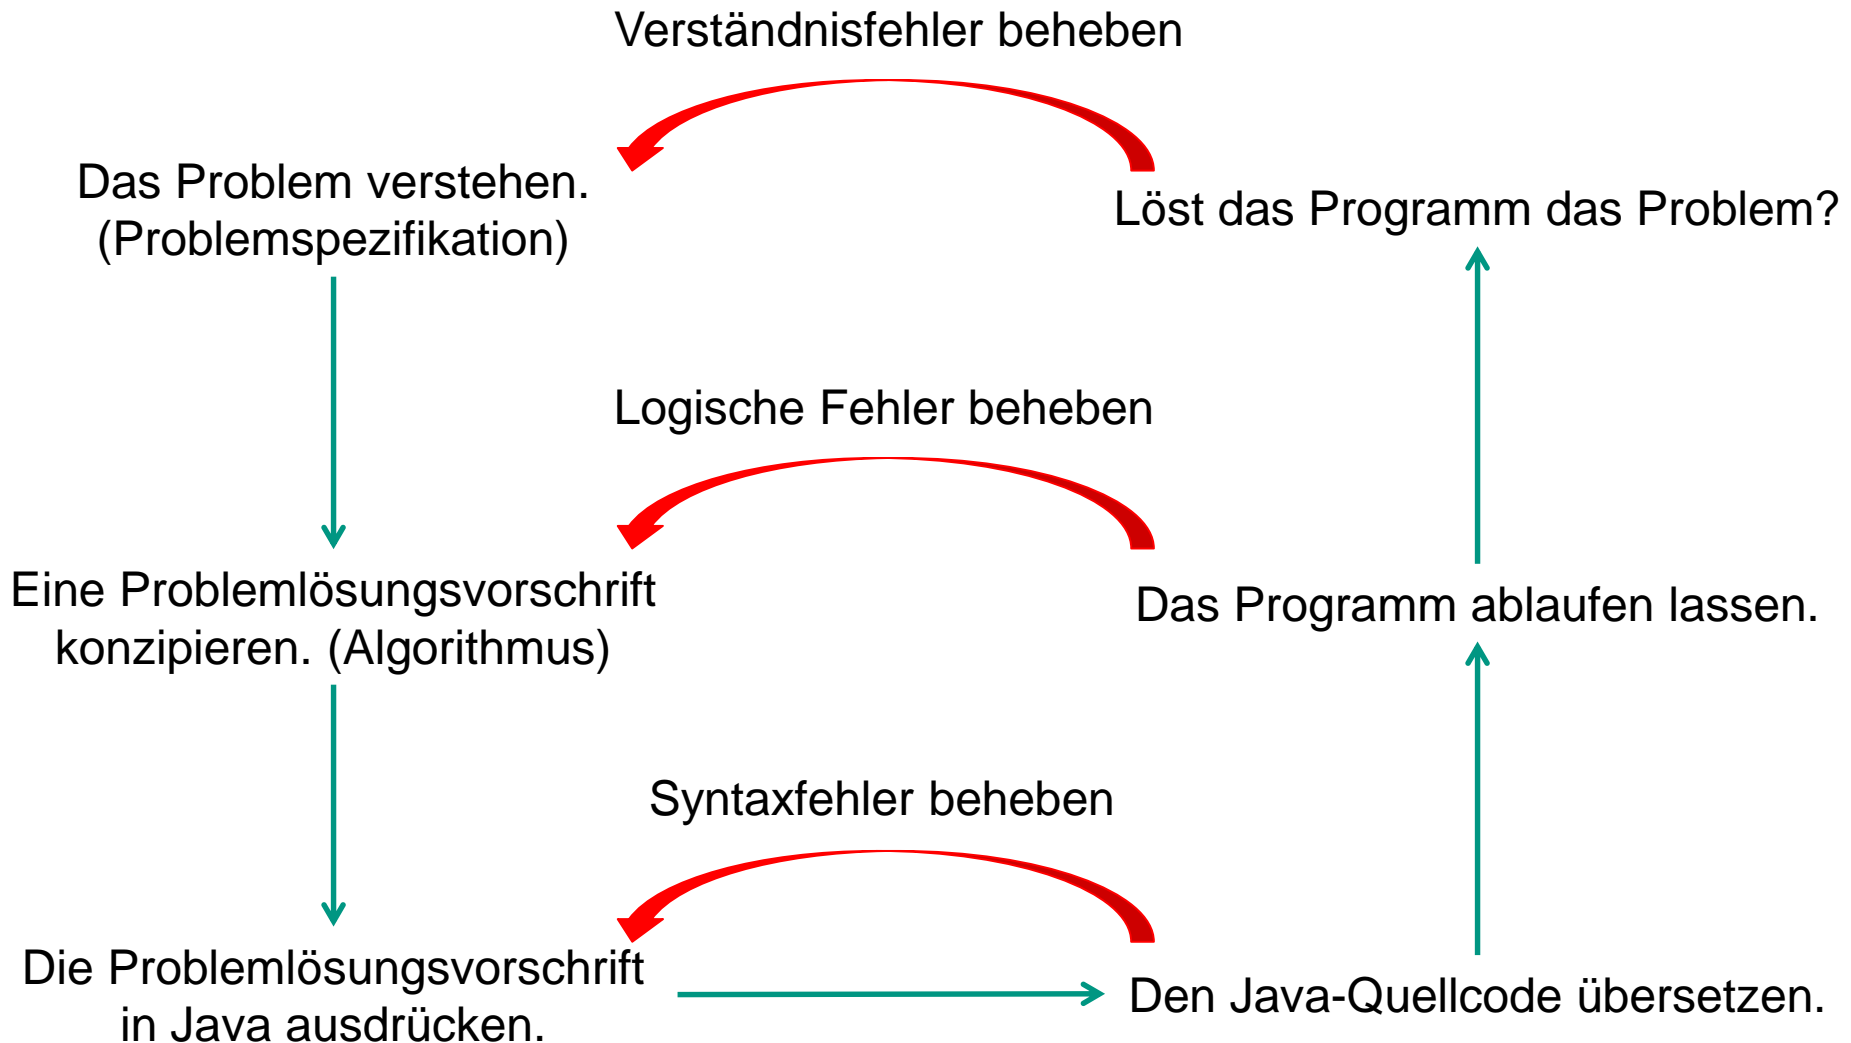 Verständnisfehler beheben
Das Problem verstehen.
(Problemspezifikation)
Löst das Programm das Problem?
Logische Fehler beheben
Eine Problemlösungsvorschrift
konzipieren. (Algorithmus)
Das Programm ablaufen lassen.
Syntaxfehler beheben
Die Problemlösungsvorschrift
in Java ausdrücken.
Den Java-Quellcode übersetzen.